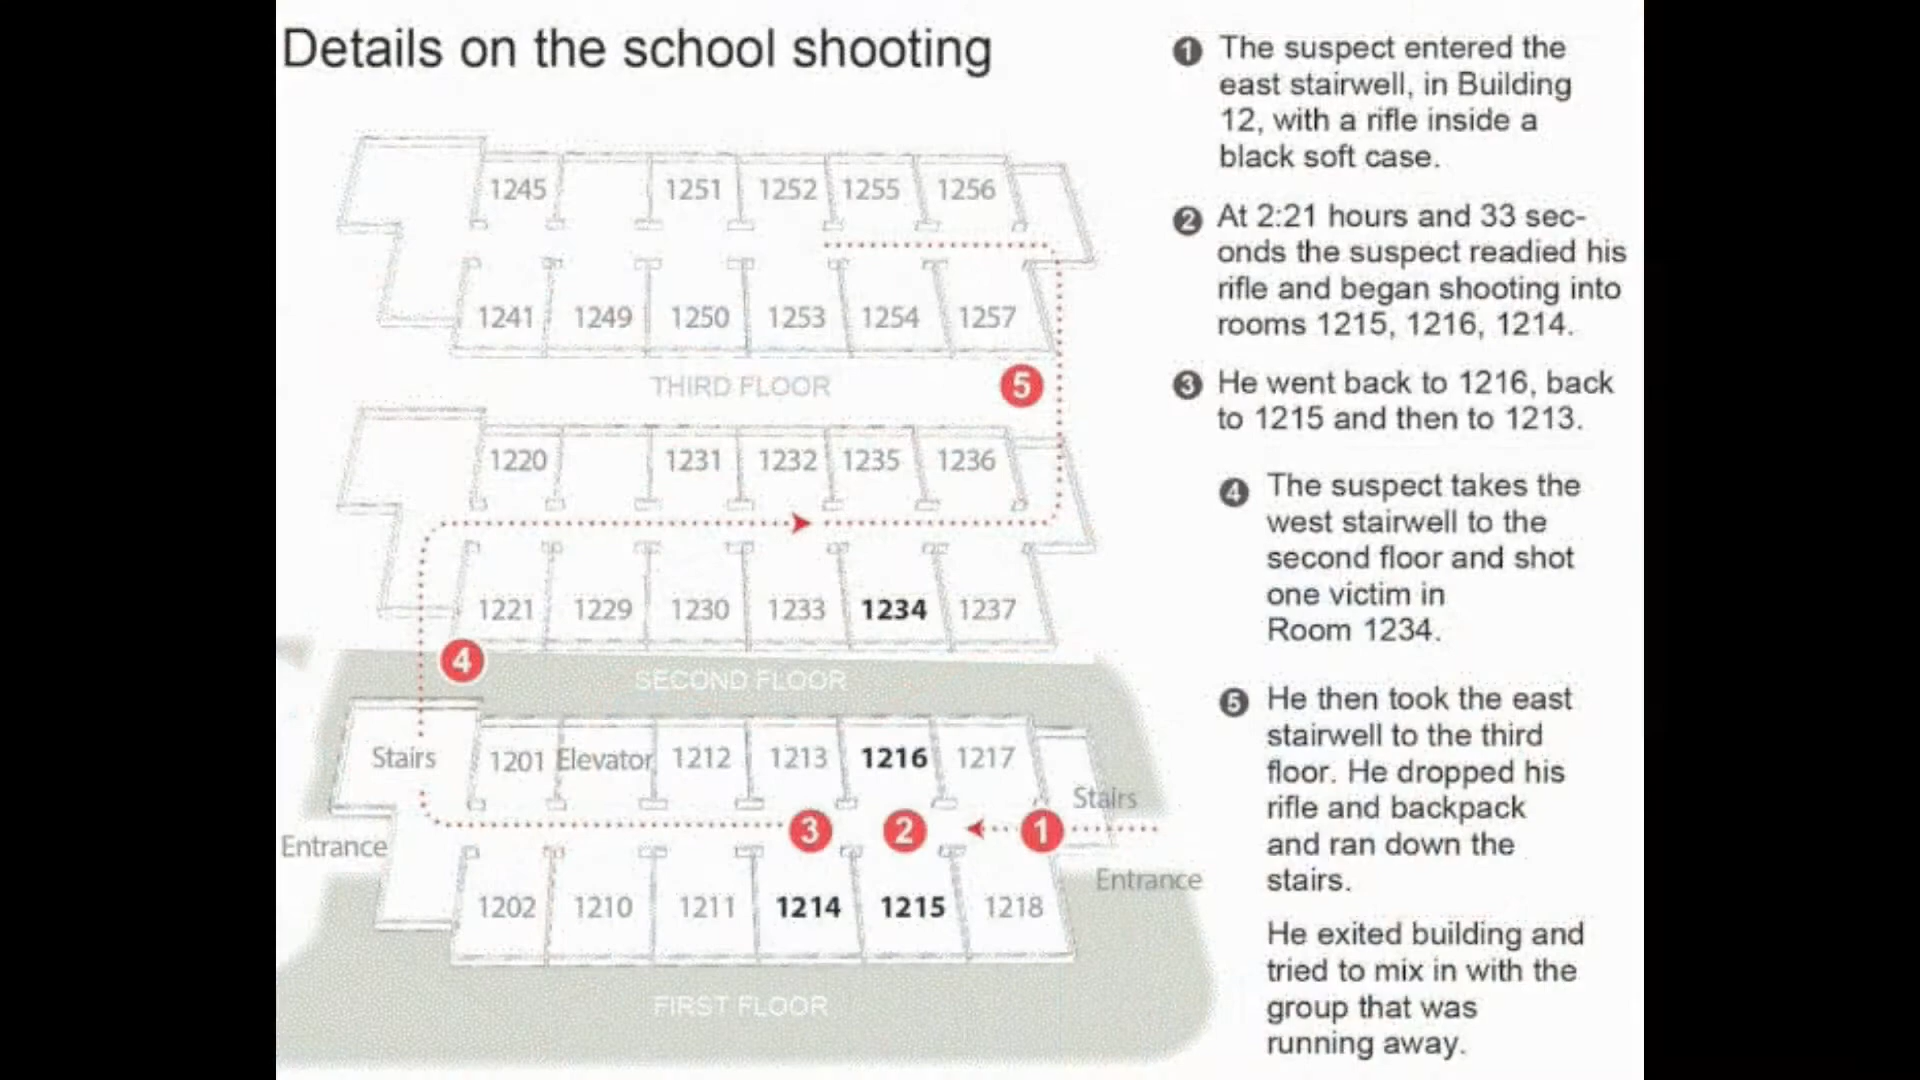 Details on the school shooting
1245
1251
1252
1255
1256
1241
1249
1250
1253
1254
1257
THIRD FLOOR
5
1220
1231
1232
1235
1236
1221
1229
1230
1233
1234
1237
4
SECOND FLOOR
Stairs
1201
Elevator
1212
1213
1216
1217
Stairs
3
2
1
Entrance
Entrance
1202
1210
1211
1214
1215
1218
FIRST FLOOR
1 The suspect entered the
east stairwell, in Building
12, with a rifle inside a
black soft case.
2 At 2:21 hours and 33 sec-
onds the suspect readied his
rifle and began shooting into
rooms 1215, 1216, 1214.
3 He went back to 1216, back
to 1215 and then to 1213.
4 The suspect takes the
west stairwell to the
second floor and shot
one victim in
Room 1234.
5 He then took the east
stairwell to the third
floor. He dropped his
rifle and backpack
and ran down the
stairs.
He exited building and
tried to mix in with the
group that was
running away.